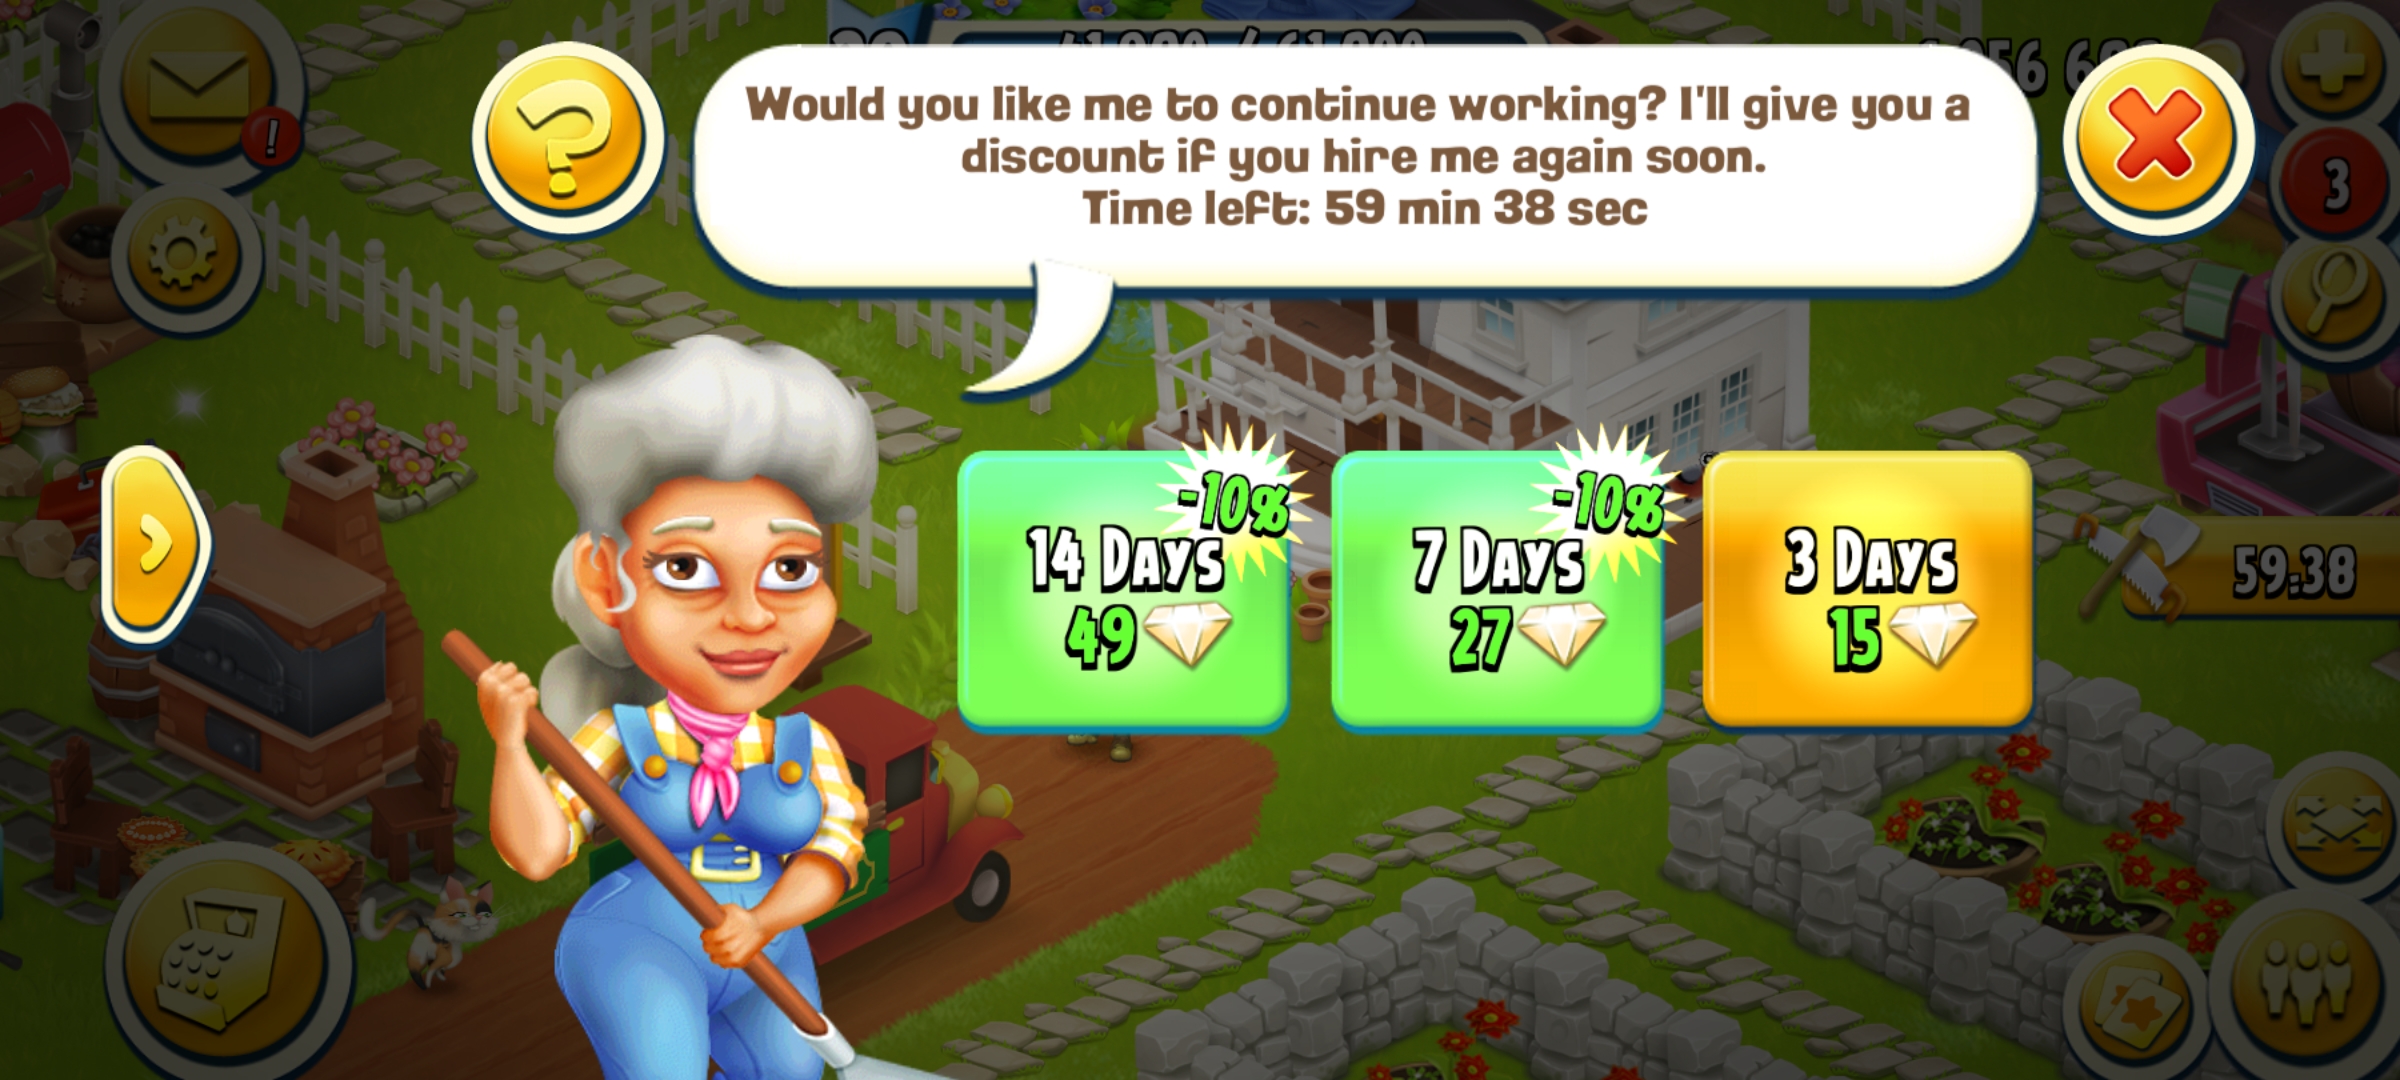 Would you like me to continue working? I'll give you a
discount if you hire me again soon.
Time left: 59 min 38 sec
!
3
-10%
14 Days
49
-10%
7 Days
27
3 Days
15
59:38